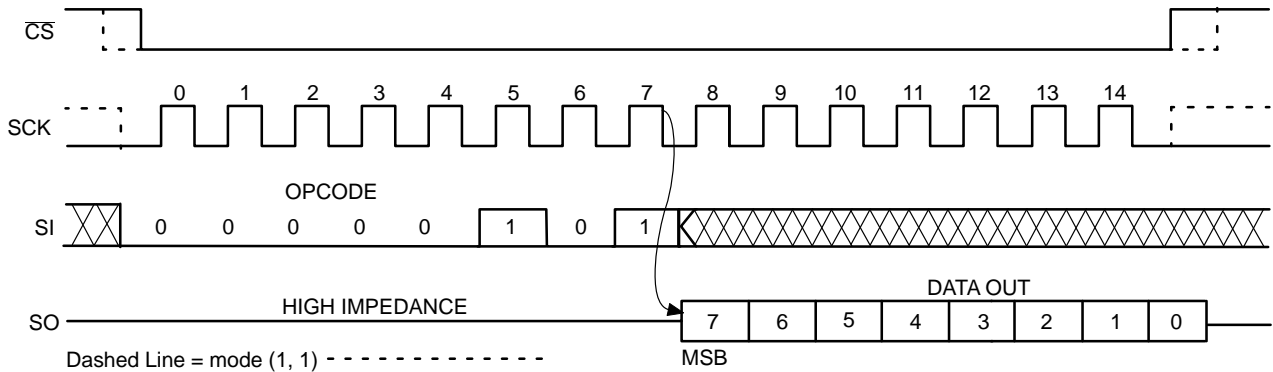 CS
0 1 2 3 4 5 6 7 8 9 10 11 12 13 14
SCK
OPCODE
SI 0 0 0 0 0 1 0 1
DATA OUT
HIGH IMPEDANCE
SO 7 6 5 4 3 2 1 0
Dashed Line = mode (1, 1) - - - - - - - - - - - - - - - -
MSB